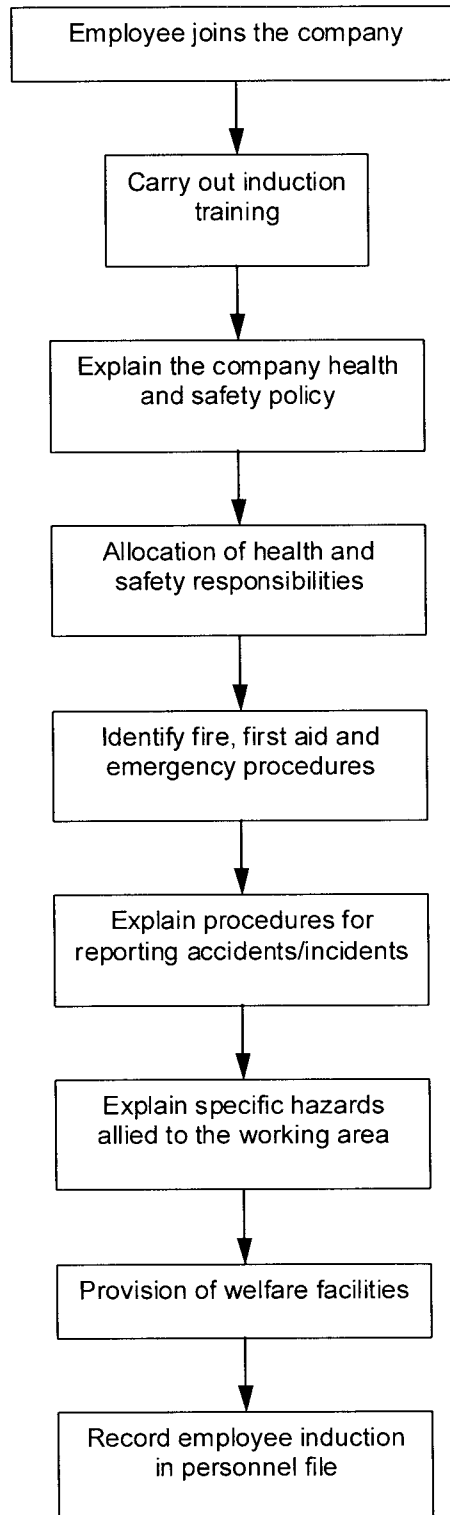 Employee joins the company
Carry out induction
training
Explain the company health
and safety policy
Allocation of health and
safety responsibilities
Identify fire, first aid and
emergency procedures
Explain procedures for
reporting accidents/incidents
Explain specific hazards
allied to the working area
Provision of welfare facilities
Record employee induction
in personnel file